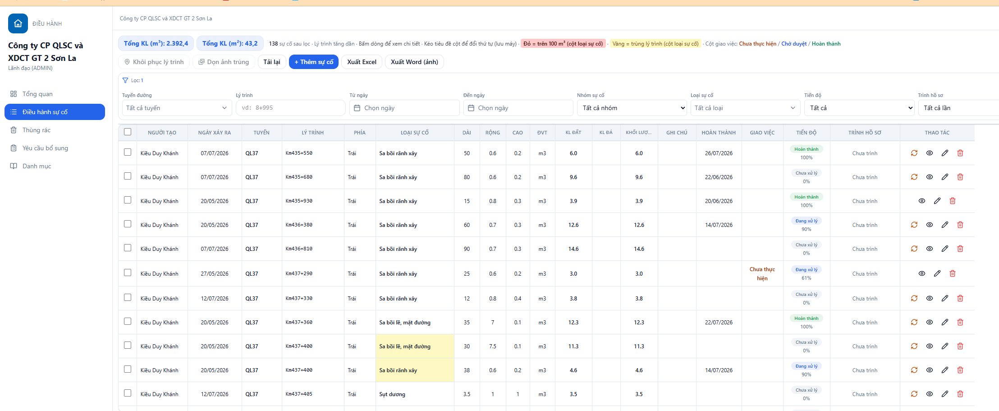 ĐIỀU HÀNH
Công ty CP QLSC và
XDCT GT 2 Sơn La
Lãnh đạo (ADMIN)
Tổng quan
Điều hành sự cố
Thùng rác
Yêu cầu bổ sung
Danh mục
Công ty CP QLSC và XDCT GT 2 Sơn La
Tổng KL (m³): 2.392,4 Tổng KL (m²): 43,2 138 sự cố sau lọc · Lý trình tăng dần · Bấm dòng để xem chi tiết · Kéo tiêu đề cột để đổi thứ tự (lưu máy) · Đỏ = trên 100 m³ (cột loại sự cố) · Vàng = trùng lý trình (cột loại sự cố) · Cột giao việc: Chưa thực hiện / Chờ duyệt / Hoàn thành
Khôi phục lý trình Dọn ảnh trùng Tải lại + Thêm sự cố Xuất Excel Xuất Word (ảnh)
Lọc: 1
Tuyến đường Lý trình Từ ngày Đến ngày Nhóm sự cố Loại sự cố Tiến độ Trình hồ sơ
Tất cả tuyến vd: 8+995 Chọn ngày Chọn ngày Tất cả nhóm Tất cả loại Tất cả Tất cả lần
NGƯỜI TẠO NGÀY XẢY RA TUYẾN LÝ TRÌNH PHÍA LOẠI SỰ CỐ DÀI RỘNG CAO ĐVT KL ĐẤT KL ĐÁ KHỐI LƯỢ... GHI CHÚ HOÀN THÀNH GIAO VIỆC TIẾN ĐỘ TRÌNH HỒ SƠ THAO TÁC
Kiều Duy Khánh 07/07/2026 QL37 Km435+550 Trái Sa bồi rãnh xây 50 0.6 0.2 m3 6.0 6.0 26/07/2026 Hoàn thành 100% Chưa trình
Kiều Duy Khánh 07/07/2026 QL37 Km435+680 Trái Sa bồi rãnh xây 80 0.6 0.2 m3 9.6 9.6 22/06/2026 Chưa xử lý 0% Chưa trình
Kiều Duy Khánh 20/05/2026 QL37 Km435+930 Trái Sa bồi rãnh xây 15 0.8 0.3 m3 3.9 3.9 20/06/2026 Hoàn thành 100% Chưa trình
Kiều Duy Khánh 20/05/2026 QL37 Km436+380 Trái Sa bồi rãnh xây 60 0.7 0.3 m3 12.6 12.6 14/07/2026 Đang xử lý 90% Chưa trình
Kiều Duy Khánh 07/07/2026 QL37 Km436+810 Trái Sa bồi rãnh xây 90 0.7 0.3 m3 14.6 14.6 Chưa xử lý 0% Chưa trình
Kiều Duy Khánh 27/05/2026 QL37 Km437+290 Trái Sa bồi rãnh xây 25 0.6 0.2 m3 3.0 3.0 Chưa thực hiện Đang xử lý 61% Chưa trình
Kiều Duy Khánh 12/07/2026 QL37 Km437+330 Trái Sa bồi rãnh xây 12 0.8 0.4 m3 3.8 3.8 Chưa xử lý 0% Chưa trình
Kiều Duy Khánh 20/05/2026 QL37 Km437+360 Trái Sa bồi lề, mặt đường 35 7 0.1 m3 12.3 12.3 22/07/2026 Hoàn thành 100% Chưa trình
Kiều Duy Khánh 20/05/2026 QL37 Km437+400 Trái Sa bồi lề, mặt đường 30 7.5 0.1 m3 11.3 11.3 Chưa xử lý 0% Chưa trình
Kiều Duy Khánh 20/05/2026 QL37 Km437+400 Trái Sa bồi rãnh xây 38 0.6 0.2 m3 4.6 4.6 14/07/2026 Đang xử lý 90% Chưa trình
Kiều Duy Khánh 12/07/2026 QL37 Km437+405 Trái Sụt dương 3.5 1 1 m3 3.5 3.5 Chưa xử lý 0% Chưa trình